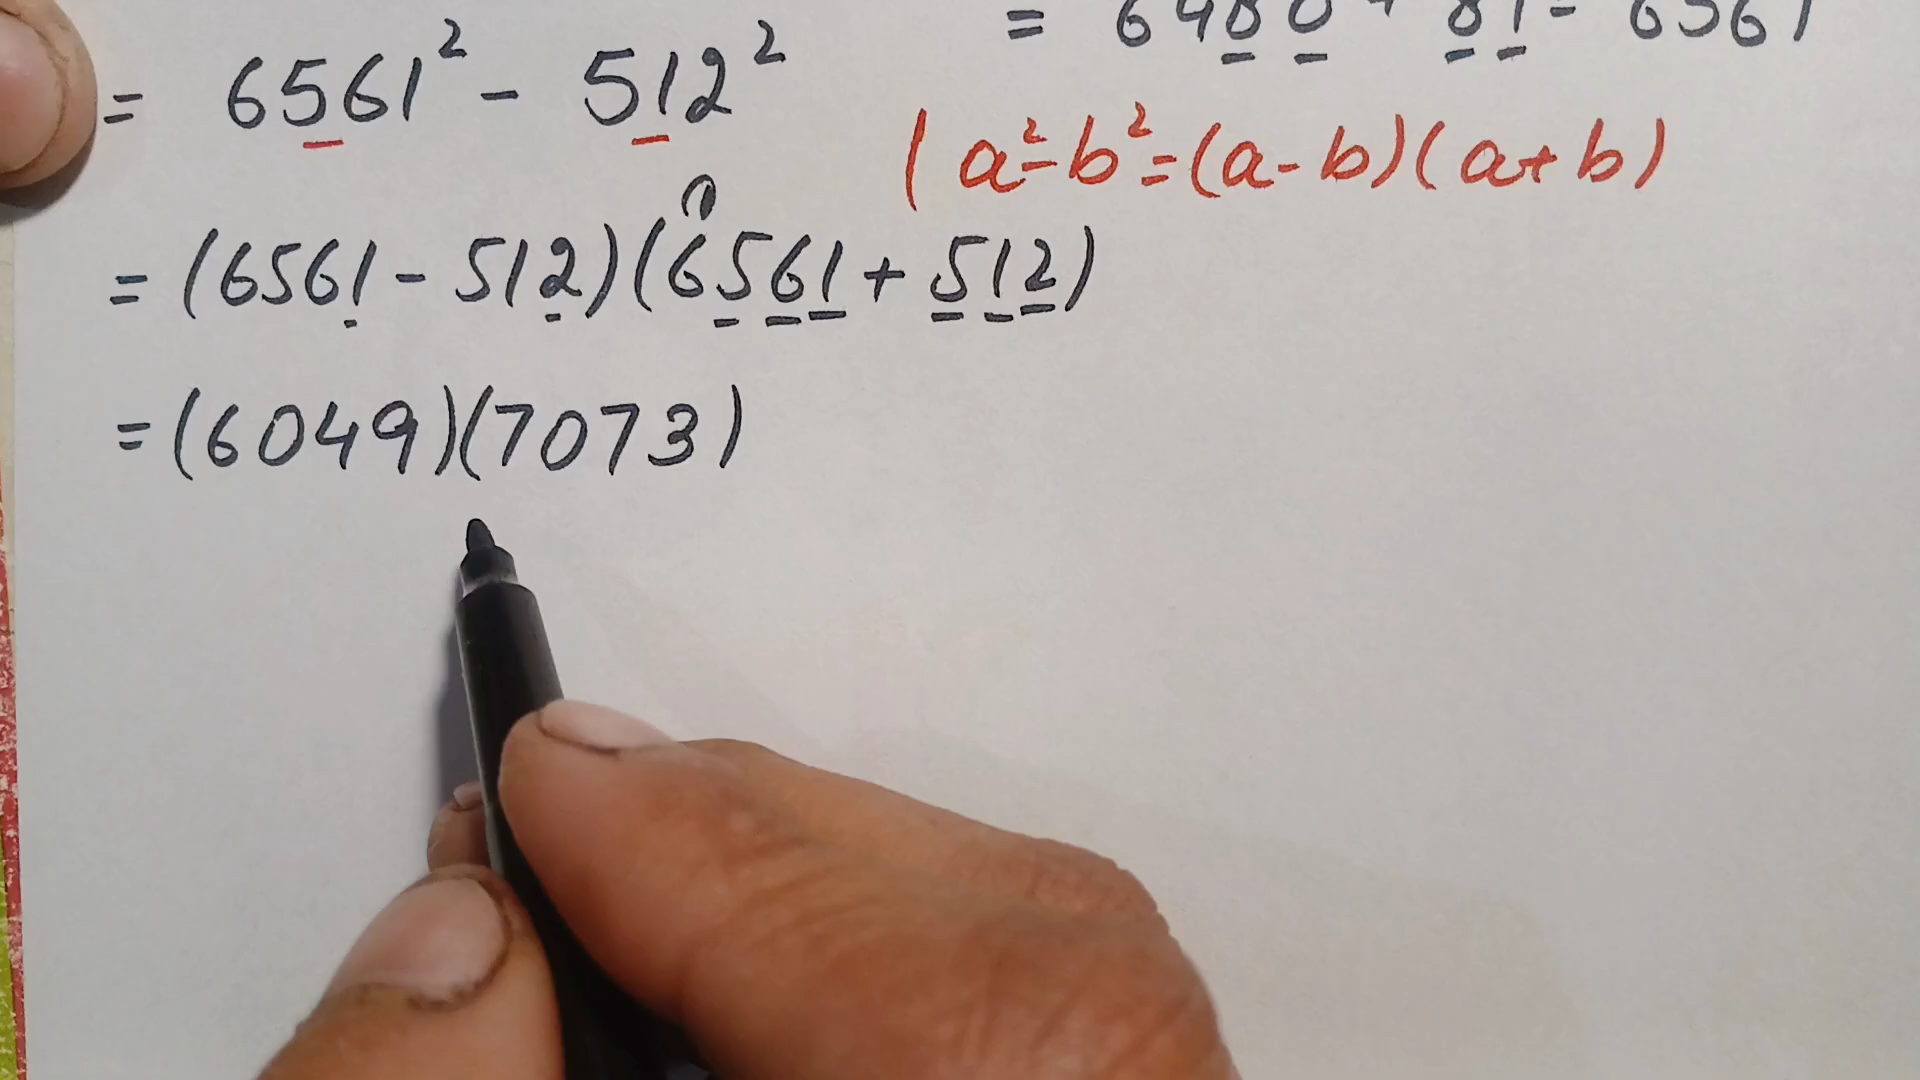 = 6480 + 81 = 6561
= 6561² - 512²
(a² - b² = (a - b)(a + b)
= (6561 - 512)(6561 + 512)
= (6049)(7073)